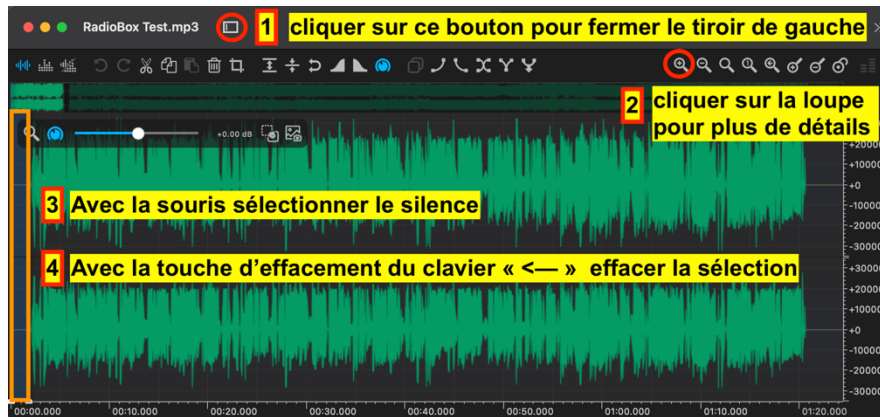 RadioBox Test.mp3
1 cliquer sur ce bouton pour fermer le tiroir de gauche
2 cliquer sur la loupe
pour plus de détails
+0.00 dB
3 Avec la souris sélectionner le silence
4 Avec la touche d’effacement du clavier « <— » effacer la sélection
+20000
+10000
+0
-10000
-20000
-30000
+30000
+20000
+10000
+0
-10000
-20000
-30000
00:00.000 00:10.000 00:20.000 00:30.000 00:40.000 00:50.000 01:00.000 01:10.000 01:20.000